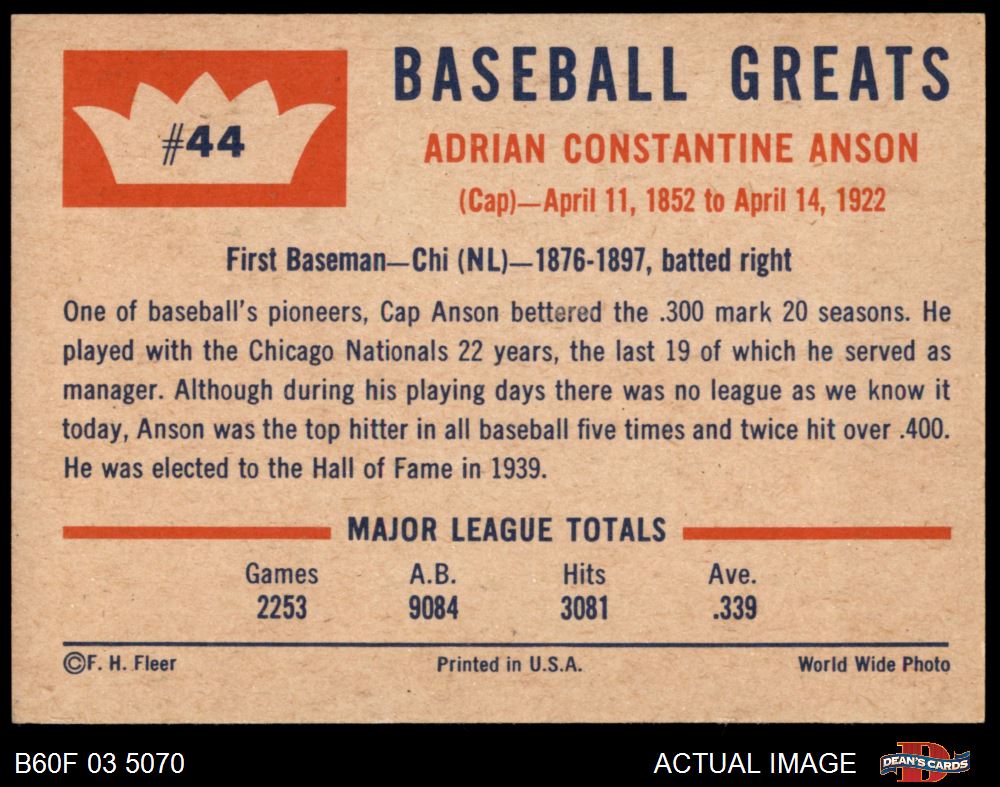 #44
BASEBALL GREATS
ADRIAN CONSTANTINE ANSON
(Cap)—April 11, 1852 to April 14, 1922
First Baseman—Chi (NL)—1876-1897, batted right
One of baseball's pioneers, Cap Anson bettered the .300 mark 20 seasons. He
played with the Chicago Nationals 22 years, the last 19 of which he served as
manager. Although during his playing days there was no league as we know it
today, Anson was the top hitter in all baseball five times and twice hit over .400.
He was elected to the Hall of Fame in 1939.
MAJOR LEAGUE TOTALS
Games A.B. Hits Ave.
2253 9084 3081 .339
©F. H. Fleer Printed in U.S.A. World Wide Photo
B60F 03 5070 ACTUAL IMAGE DEAN'S CARDS